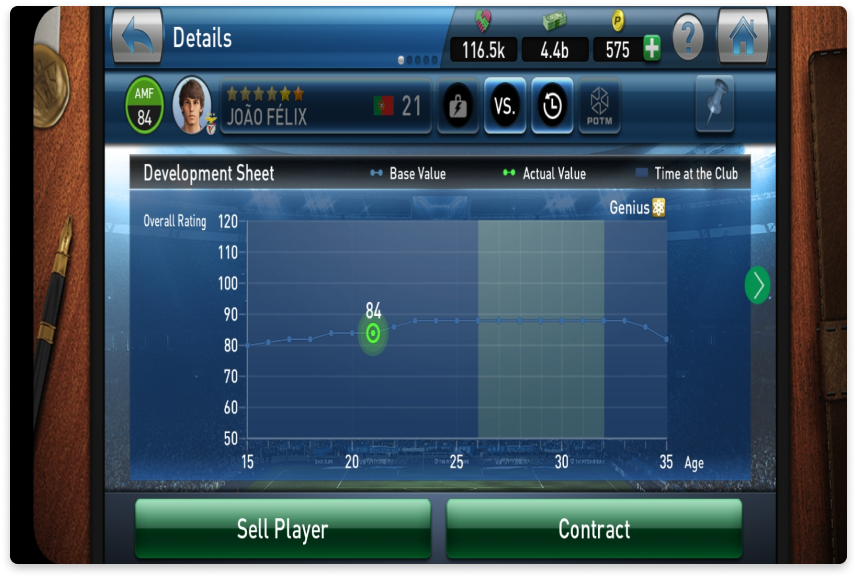 Details
116.5k
4.4b
P
575
?
AMF
84
JOÃO FÉLIX
21
VS.
POTM
Development Sheet
Base Value
Actual Value
Time at the Club
Genius
Overall Rating
120
110
100
90
80
70
60
50
84
15
20
25
30
35
Age
Sell Player
Contract